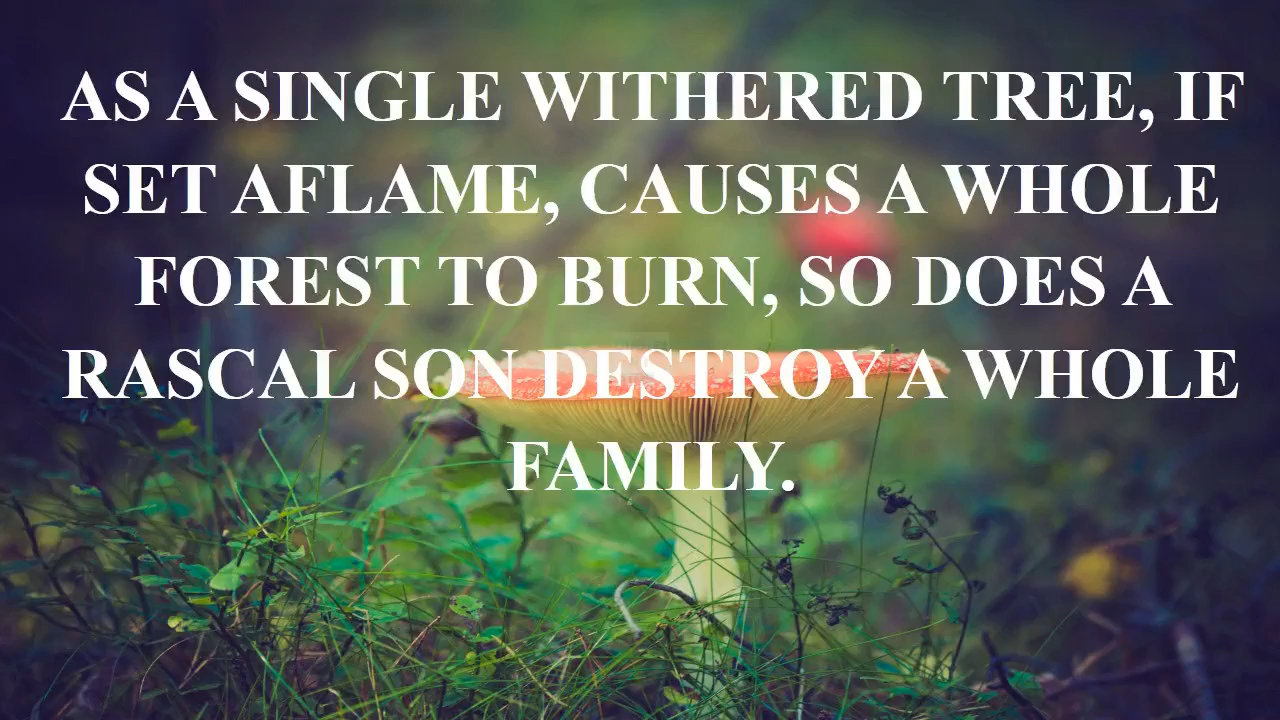 AS A SINGLE WITHERED TREE, IF
SET AFLAME, CAUSES A WHOLE
FOREST TO BURN, SO DOES A
RASCAL SON DESTROY A WHOLE
FAMILY.